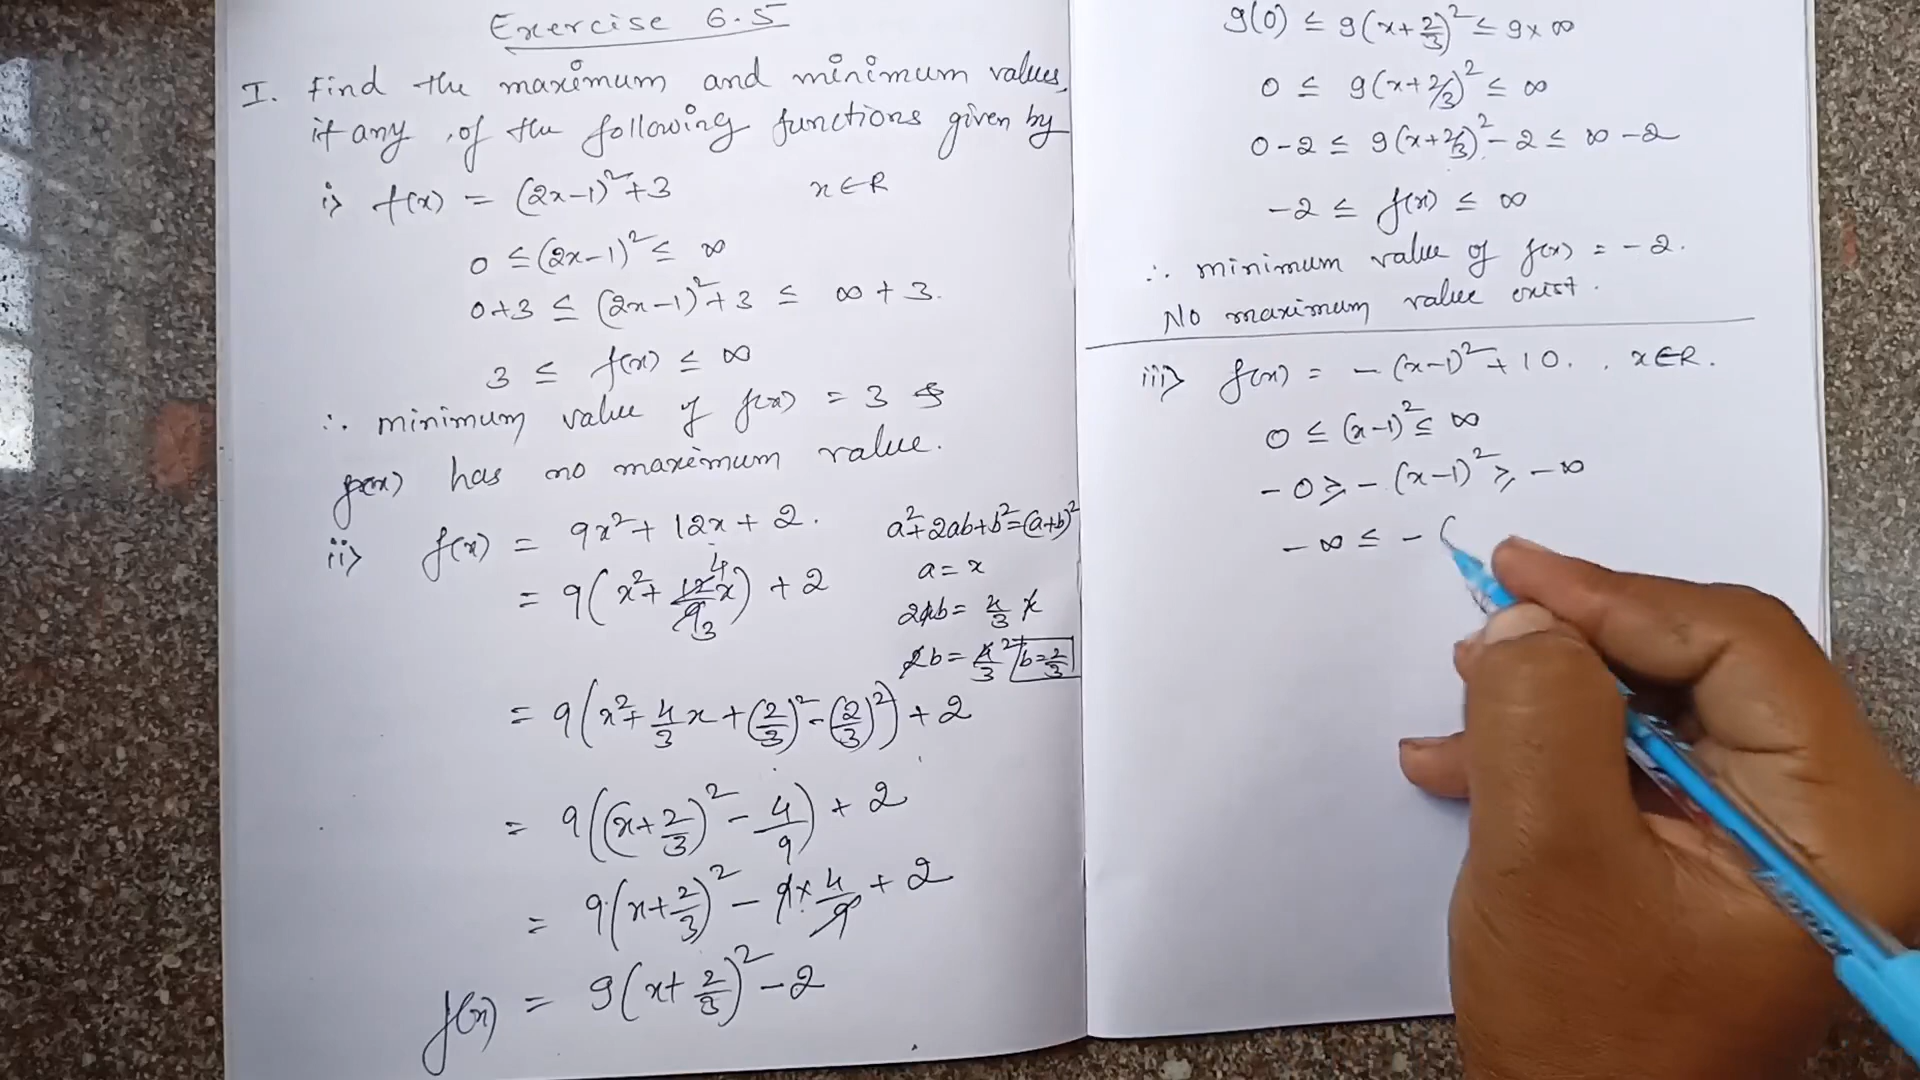 Exercise 6.5
I. Find the maximum and minimum values,
if any, of the following functions given by
i) f(x) = (2x-1)²+3 x∈R
0 ≤ (2x-1)² ≤ ∞
0+3 ≤ (2x-1)²+3 ≤ ∞+3.
3 ≤ f(x) ≤ ∞
∴ minimum value of f(x) = 3 &
f(x) has no maximum value.
ii) f(x) = 9x²+12x+2.
= 9(x²+12/9 x)+2 4 3
= 9(x²+4/3 x+(2/3)²-(2/3)²)+2
= 9((x+2/3)²-4/9)+2
= 9(x+2/3)²-9×4/9+2
f(x) = 9(x+2/3)²-2
a²+2ab+b²=(a+b)²
a=x
2ab=4/3 x
2b=4/3 2 b=2/3
9(0) ≤ 9(x+2/3)² ≤ 9×∞
0 ≤ 9(x+2/3)² ≤ ∞
0-2 ≤ 9(x+2/3)²-2 ≤ ∞-2
-2 ≤ f(x) ≤ ∞
∴ minimum value of f(x) = -2.
No maximum value exist.
iii) f(x) = -(x-1)²+10. , x∈R.
0 ≤ (x-1)² ≤ ∞
-0 ≥ -(x-1)² ≥ -∞
-∞ ≤ -(